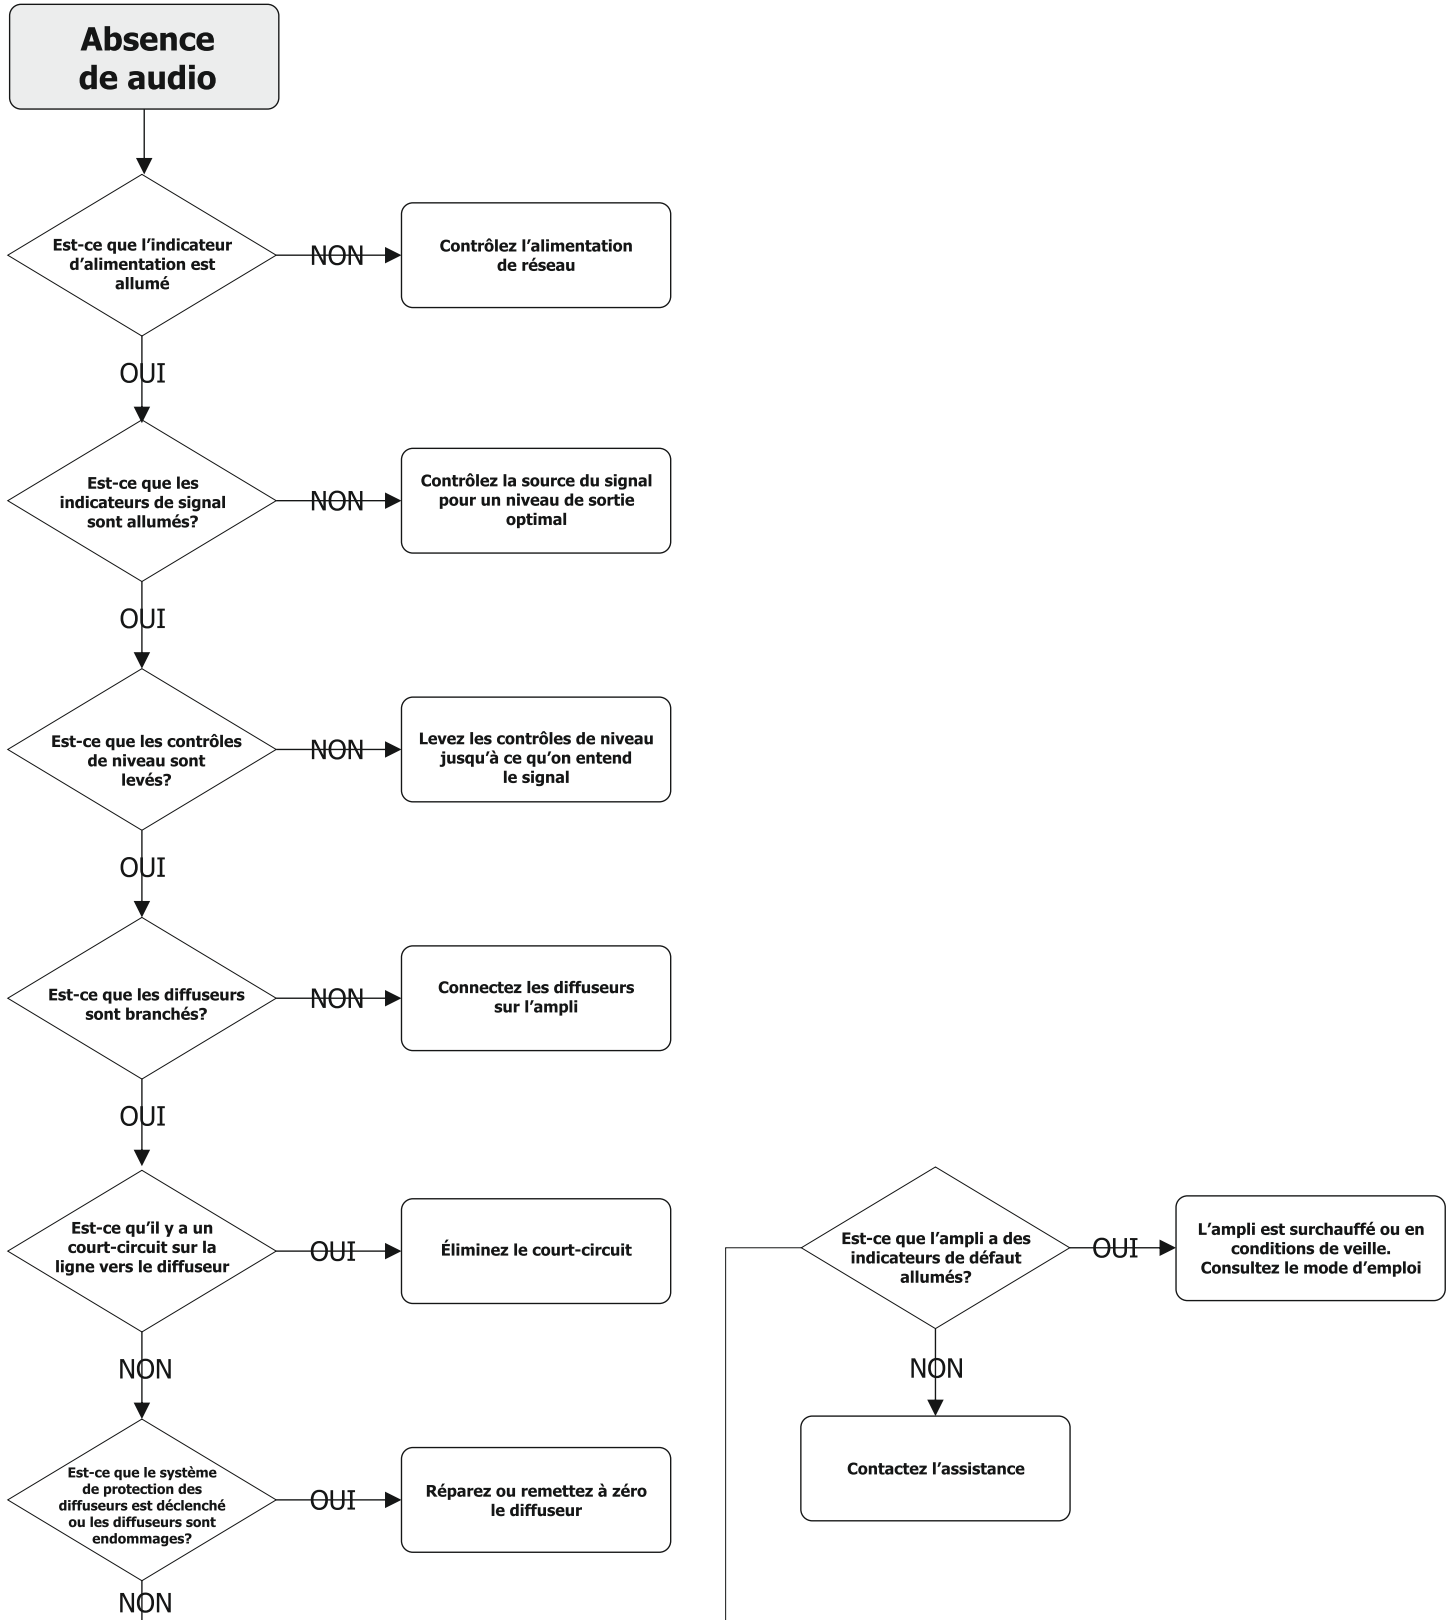 Absence
de audio
Est-ce que l'indicateur
d'alimentation est
allumé
NON
Contrôlez l'alimentation
de réseau
OUI
Est-ce que les
indicateurs de signal
sont allumés?
NON
Contrôlez la source du signal
pour un niveau de sortie
optimal
OUI
Est-ce que les contrôles
de niveau sont
levés?
NON
Levez les contrôles de niveau
jusqu'à ce qu'on entend
le signal
OUI
Est-ce que les diffuseurs
sont branchés?
NON
Connectez les diffuseurs
sur l'ampli
OUI
Est-ce qu'il y a un
court-circuit sur la
ligne vers le diffuseur
OUI
Éliminez le court-circuit
NON
Est-ce que le système
de protection des
diffuseurs est déclenché
ou les diffuseurs sont
endommages?
OUI
Réparez ou remettez à zéro
le diffuseur
NON
Est-ce que l'ampli a des
indicateurs de défaut
allumés?
OUI
L'ampli est surchauffé ou en
conditions de veille.
Consultez le mode d'emploi
NON
Contactez l'assistance